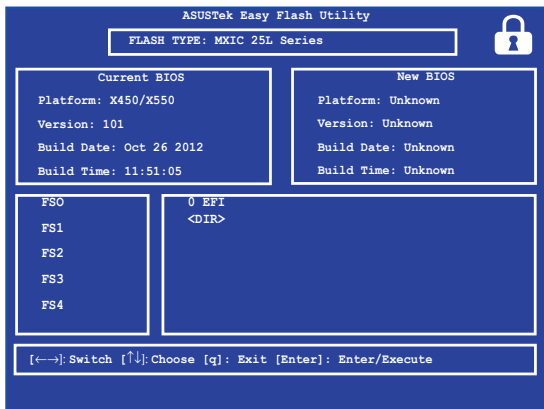 ASUSTek Easy Flash Utility
FLASH TYPE: MXIC 25L Series
Current BIOS
Platform: X450/X550
Version: 101
Build Date: Oct 26 2012
Build Time: 11:51:05
New BIOS
Platform: Unknown
Version: Unknown
Build Date: Unknown
Build Time: Unknown
FSO
FS1
FS2
FS3
FS4
0 EFI
<DIR>
[←→]: Switch [↑↓]: Choose [q]: Exit [Enter]: Enter/Execute